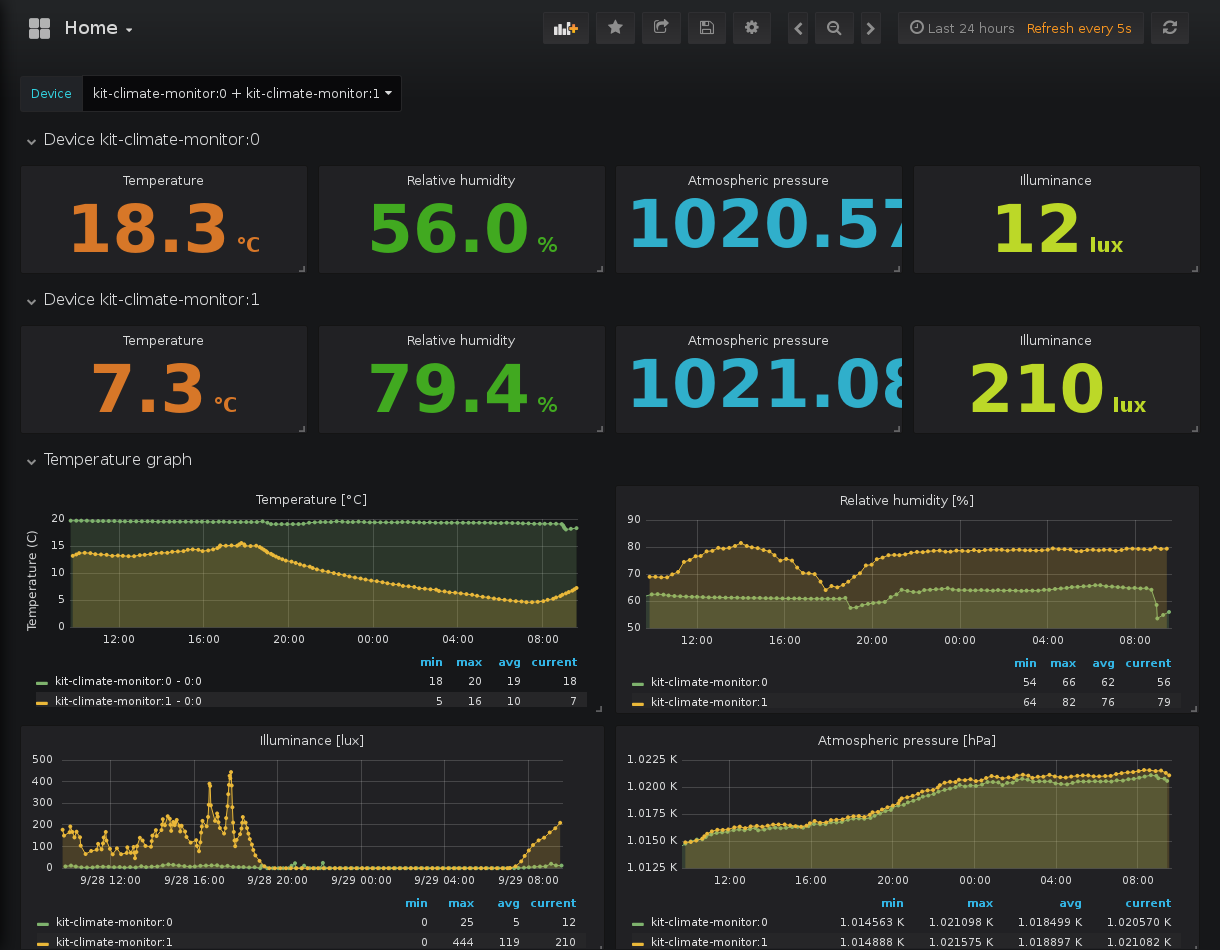 Home
Last 24 hours Refresh every 5s
Device kit-climate-monitor:0 + kit-climate-monitor:1
Device kit-climate-monitor:0
Temperature Relative humidity Atmospheric pressure Illuminance
18.3 °C 56.0 % 1020.57 12 lux
Device kit-climate-monitor:1
Temperature Relative humidity Atmospheric pressure Illuminance
7.3 °C 79.4 % 1021.08 210 lux
Temperature graph
Temperature [°C]
Temperature (C)
20
15
10
5
0
12:00 16:00 20:00 00:00 04:00 08:00
min max avg current
kit-climate-monitor:0 - 0:0 18 20 19 18
kit-climate-monitor:1 - 0:0 5 16 10 7
Relative humidity [%]
90
80
70
60
50
12:00 16:00 20:00 00:00 04:00 08:00
min max avg current
kit-climate-monitor:0 54 66 62 56
kit-climate-monitor:1 64 82 76 79
Illuminance [lux]
500
400
300
200
100
0
9/28 12:00 9/28 16:00 9/28 20:00 9/29 00:00 9/29 04:00 9/29 08:00
min max avg current
kit-climate-monitor:0 0 25 5 12
kit-climate-monitor:1 0 444 119 210
Atmospheric pressure [hPa]
1.0225 K
1.0200 K
1.0175 K
1.0150 K
1.0125 K
12:00 16:00 20:00 00:00 04:00 08:00
min max avg current
kit-climate-monitor:0 1.014563 K 1.021098 K 1.018499 K 1.020570 K
kit-climate-monitor:1 1.014888 K 1.021575 K 1.018897 K 1.021082 K